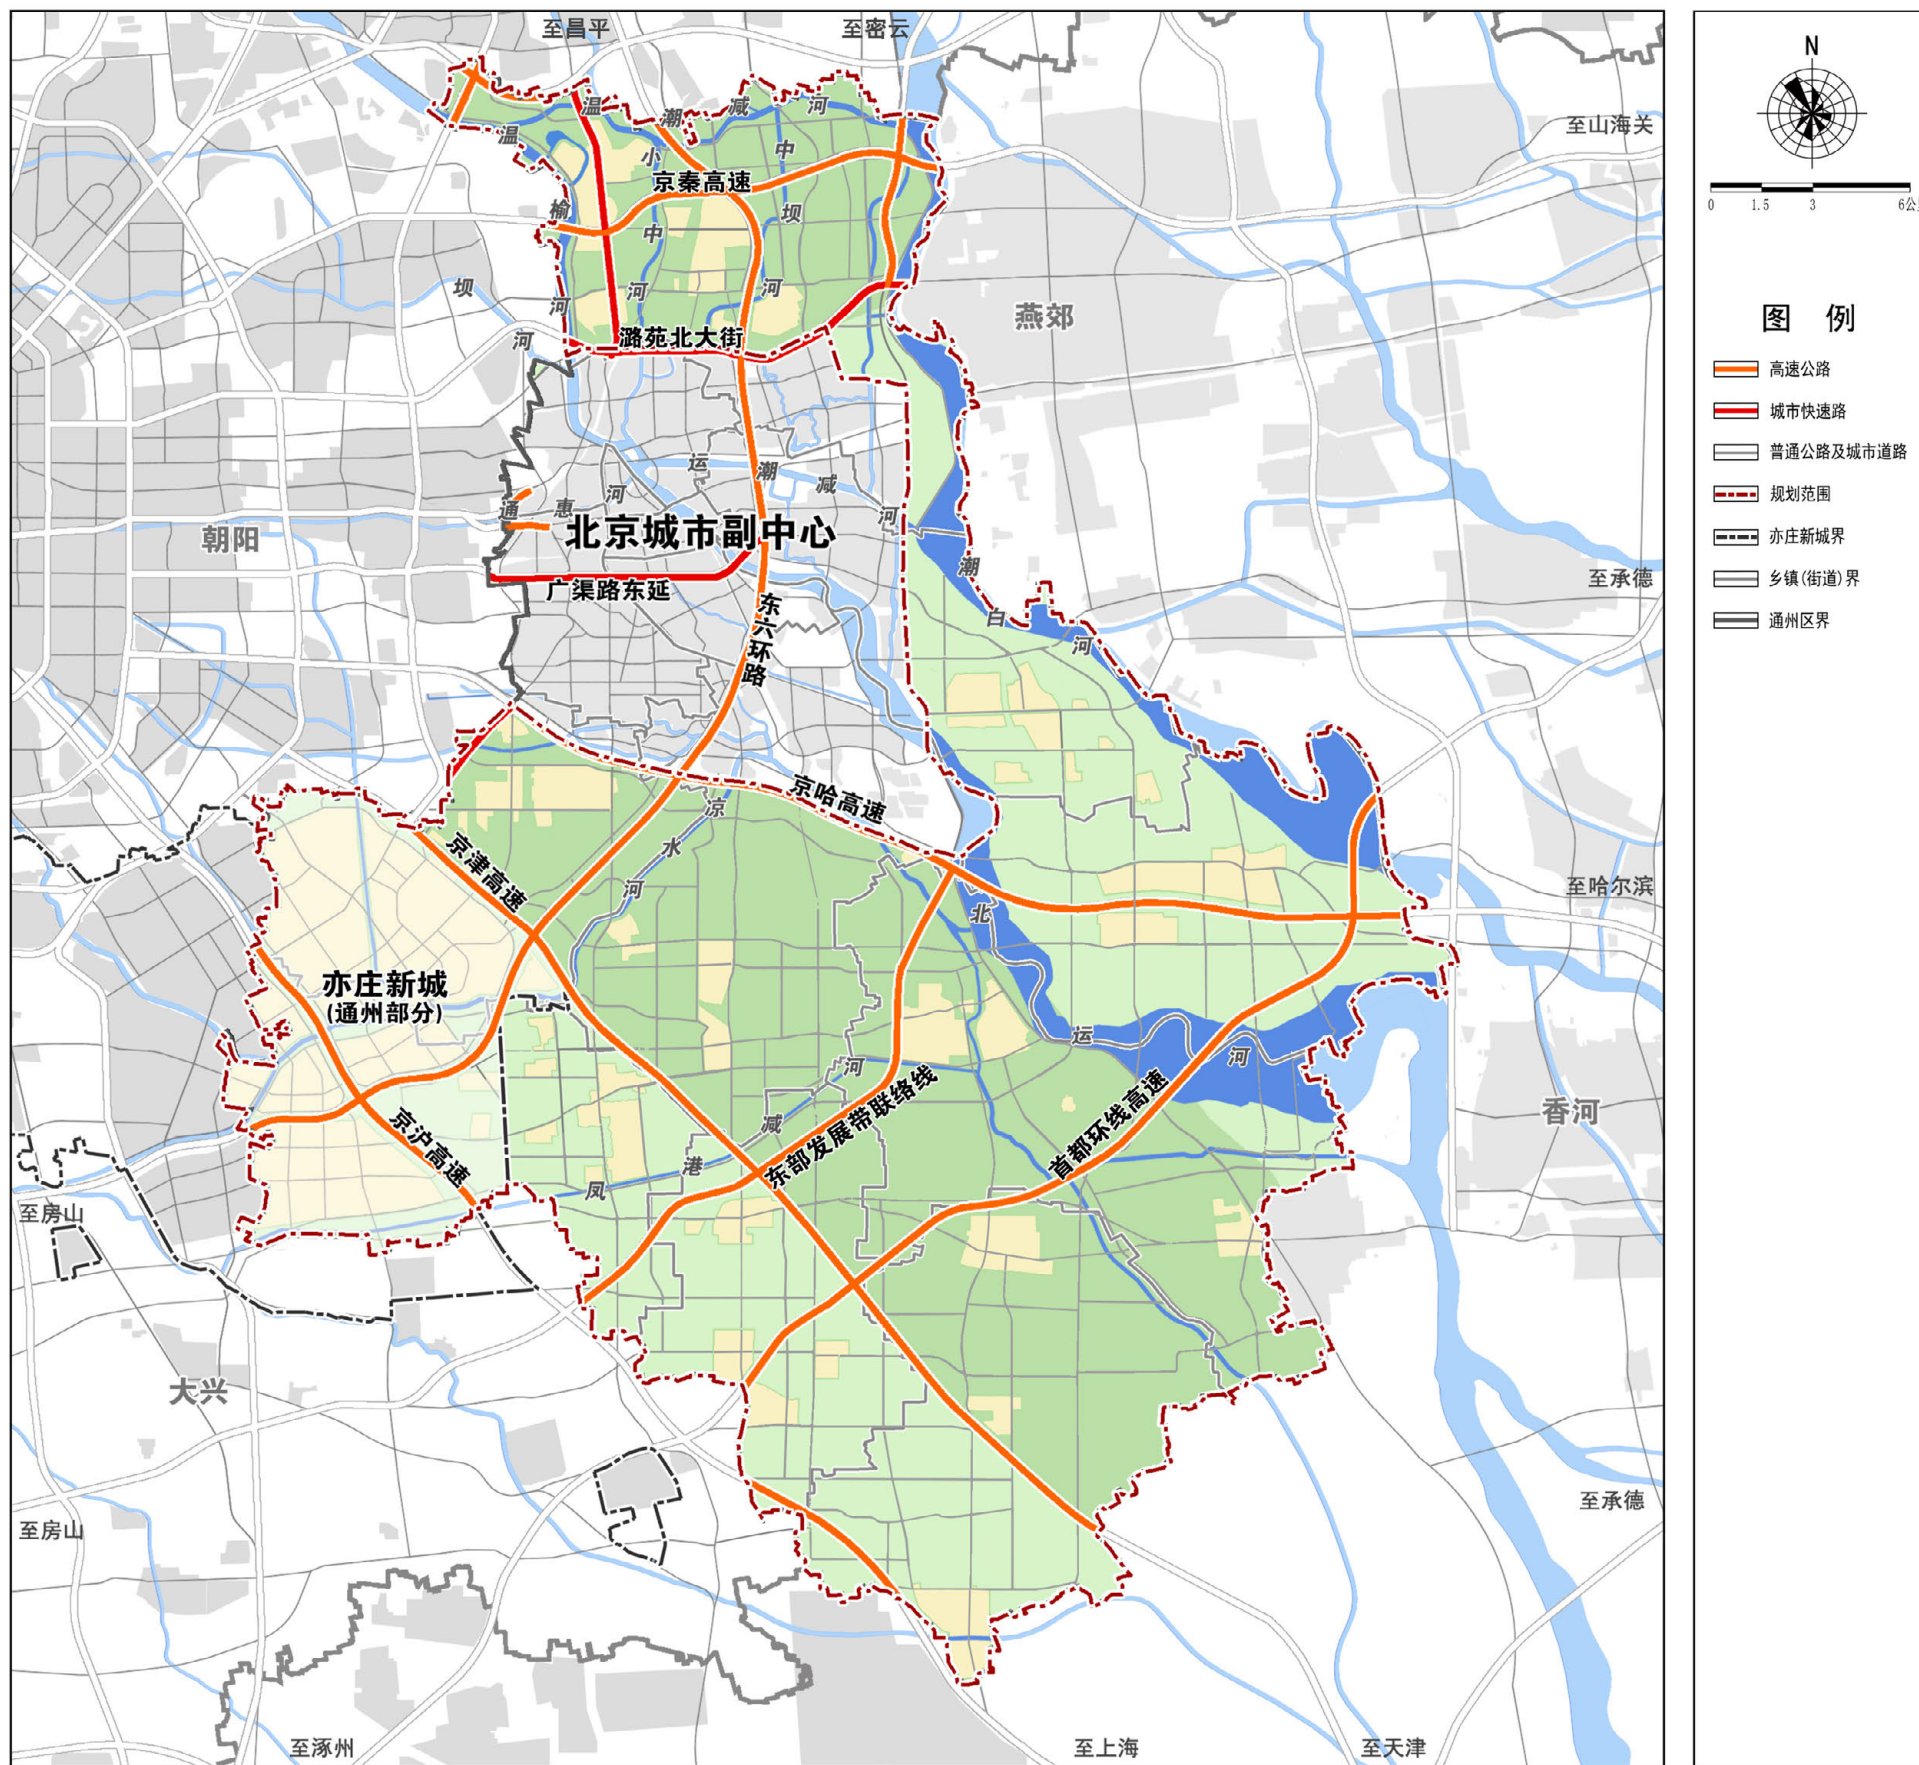 至昌平
至密云
N
0 1.5 3 6公
温
潮
减
河
至山海关
温
小
中
京秦高速
榆
中
坝
河
河
河
坝
河
燕郊
潞苑北大街
图 例
高速公路
城市快速路
普通公路及城市道路
规划范围
亦庄新城界
乡镇(街道)界
通州区界
运
潮
减
河
通
惠
河
朝阳
北京城市副中心
潮
白
河
至承德
广渠路东延
东六环路
京哈高速
凉
水
河
京津高速
至哈尔滨
北
运
河
亦庄新城
(通州部分)
河
减
港
凤
东部发展带联络线
首都环线高速
京沪高速
香河
至房山
大兴
至承德
至房山
至涿州
至上海
至天津